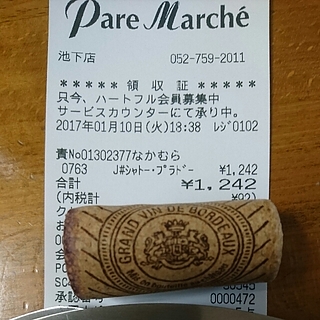 Pare Marché
池下店 052-759-2011
＊＊＊＊＊ 領 収 証 ＊＊＊＊＊
只今、ハートフル会員募集中
サービスカウンターにて承り中。
2017年01月10日(火)18:38 ﾚｼﾞ0102
責No01302377なかむら
0763 J#ｼｬﾄｰ･ﾌﾟﾗﾄﾞｰ ¥1,242
合計 ¥1,242
(内税計 ¥92)
GRAND VIN DE BORDEAUX
承認番号 0000472